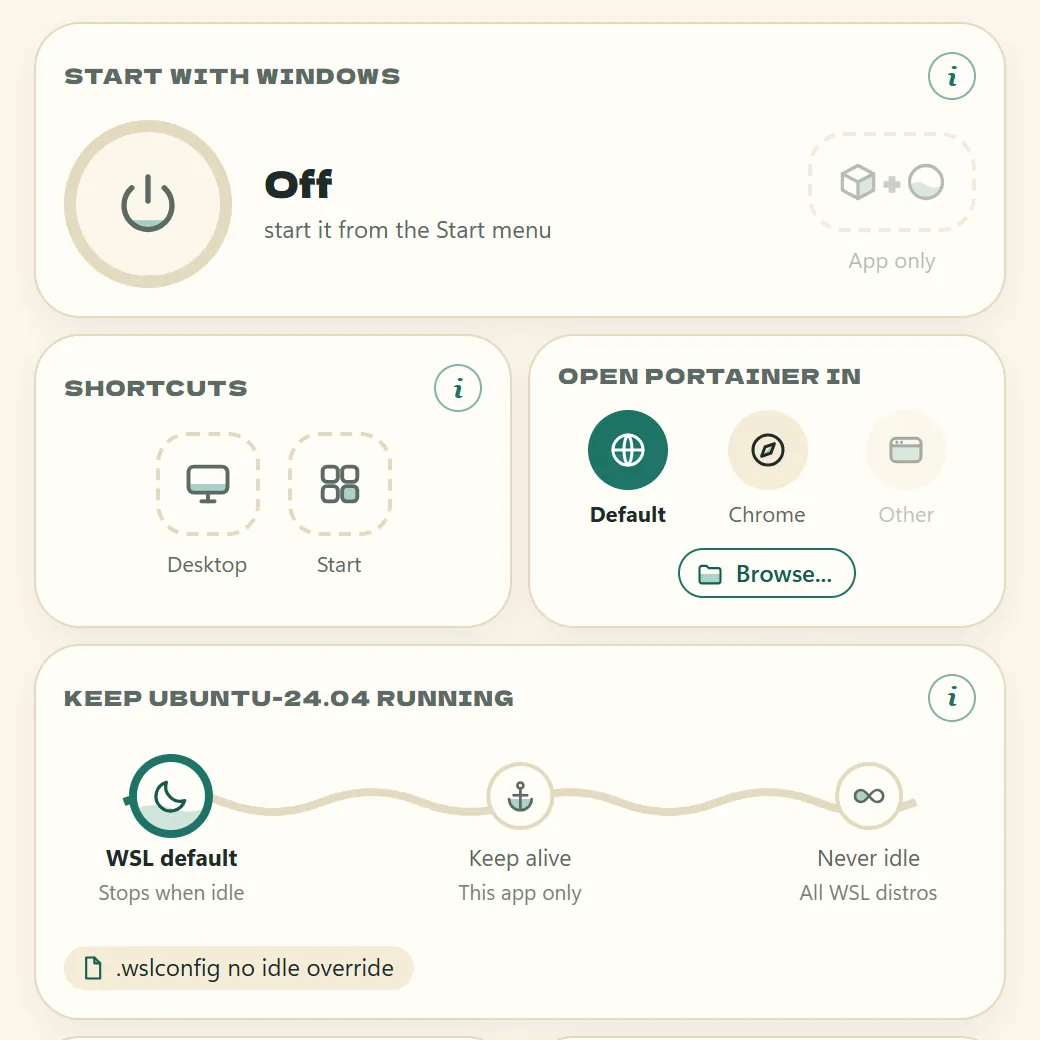 START WITH WINDOWS
i
Off
start it from the Start menu
App only
SHORTCUTS
i
Desktop
Start
OPEN PORTAINER IN
Default
Chrome
Other
Browse...
KEEP UBUNTU-24.04 RUNNING
i
WSL default
Stops when idle
Keep alive
This app only
Never idle
All WSL distros
.wslconfig no idle override